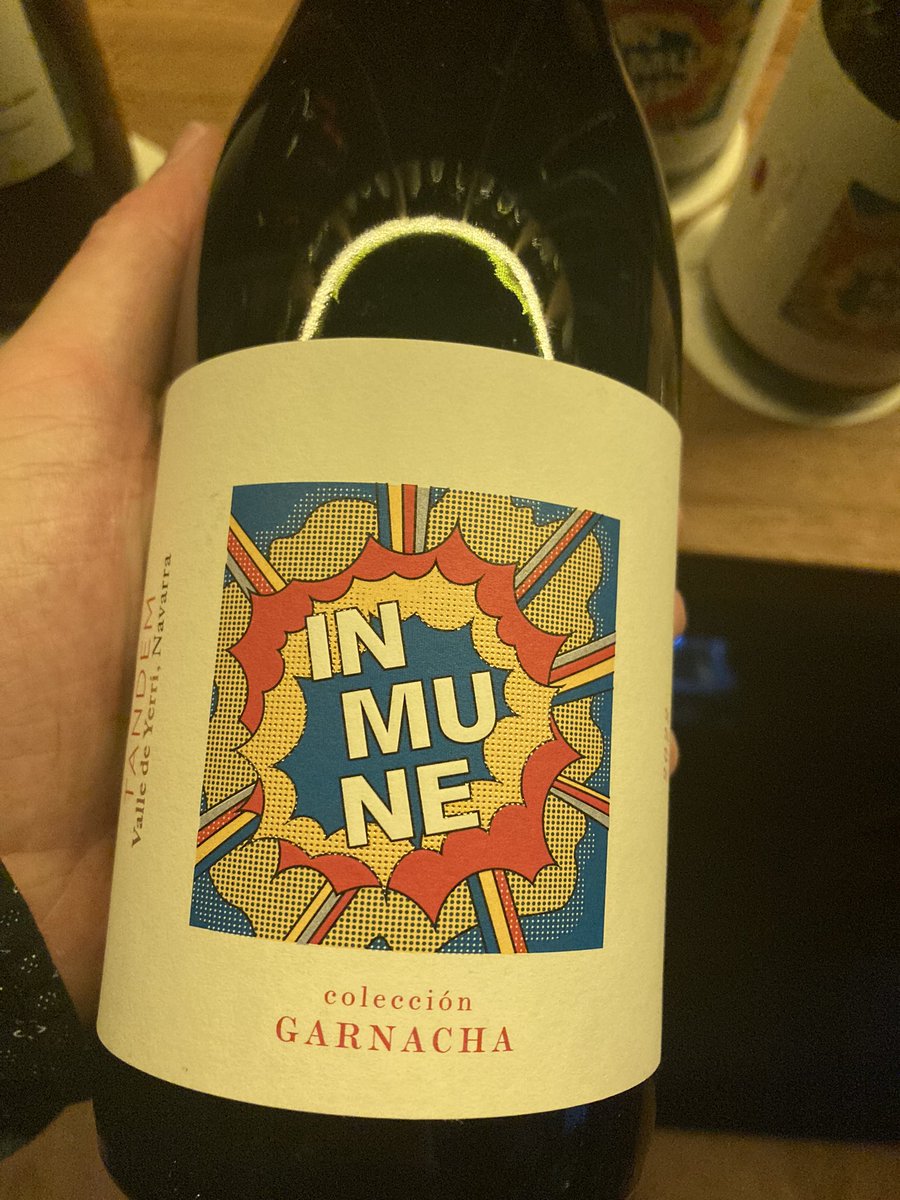 IN
MU
NE
colección
GARNACHA
TANDEM
Valle de Yerri, Navarra